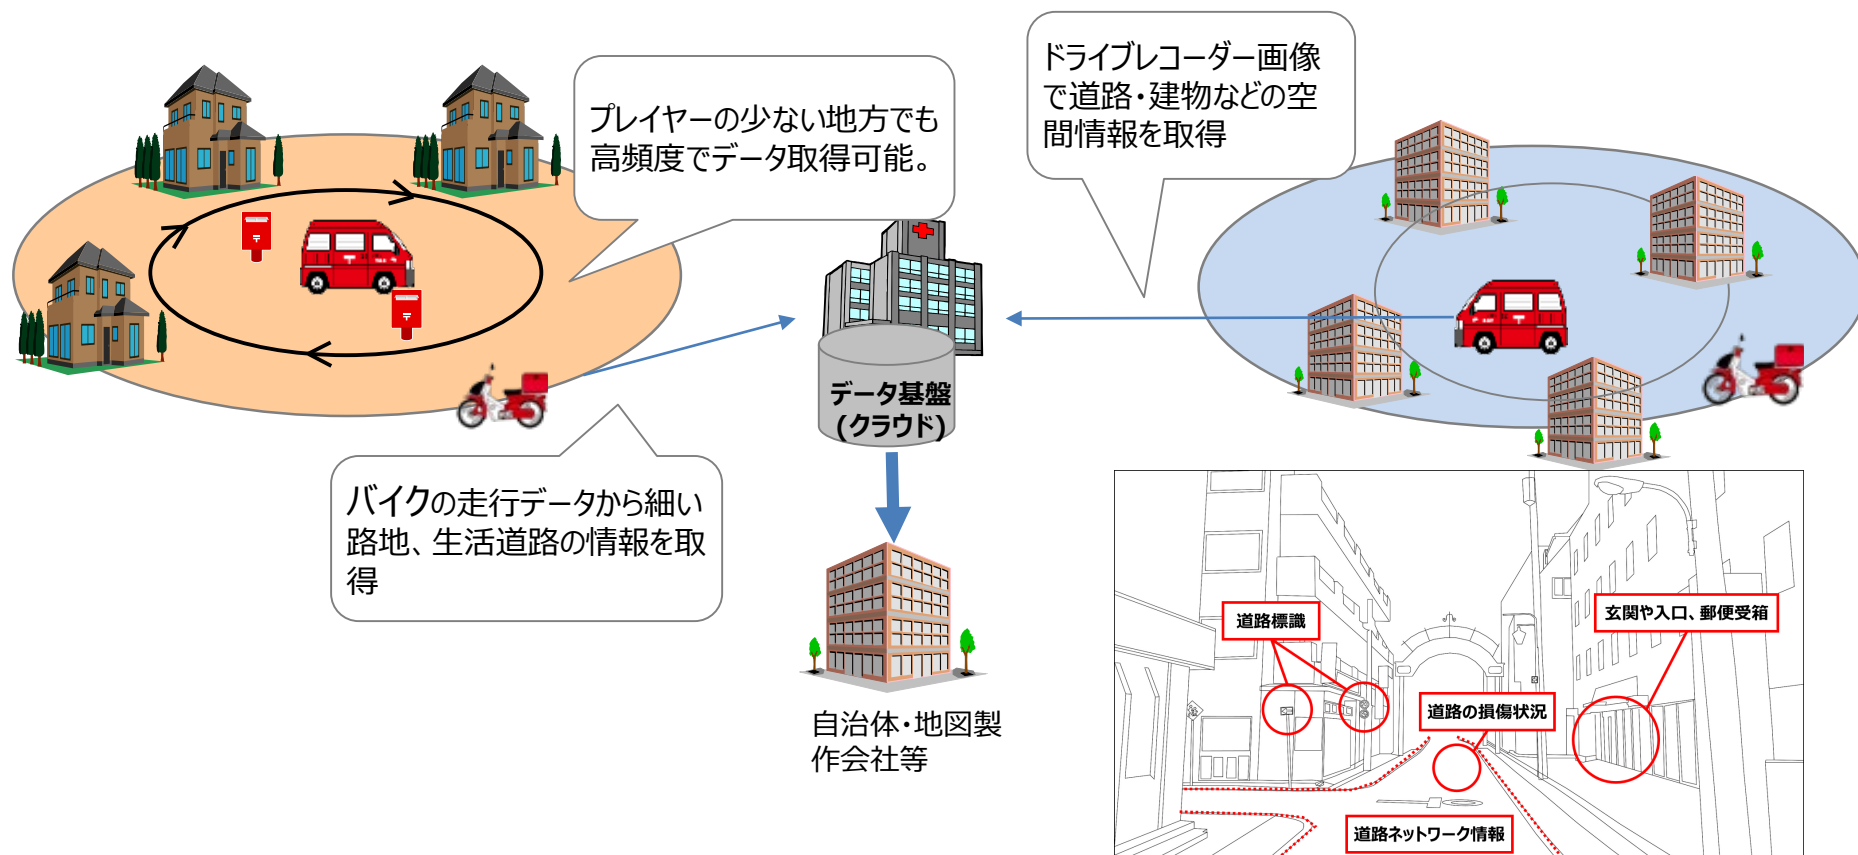 プレイヤーの少ない地方でも
高頻度でデータ取得可能。
ドライブレコーダー画像
で道路・建物などの空
間情報を取得
データ基盤
(クラウド)
バイクの走行データから細い
路地、生活道路の情報を取
得
自治体・地図製
作会社等
道路標識
玄関や入口、郵便受箱
道路の損傷状況
道路ネットワーク情報